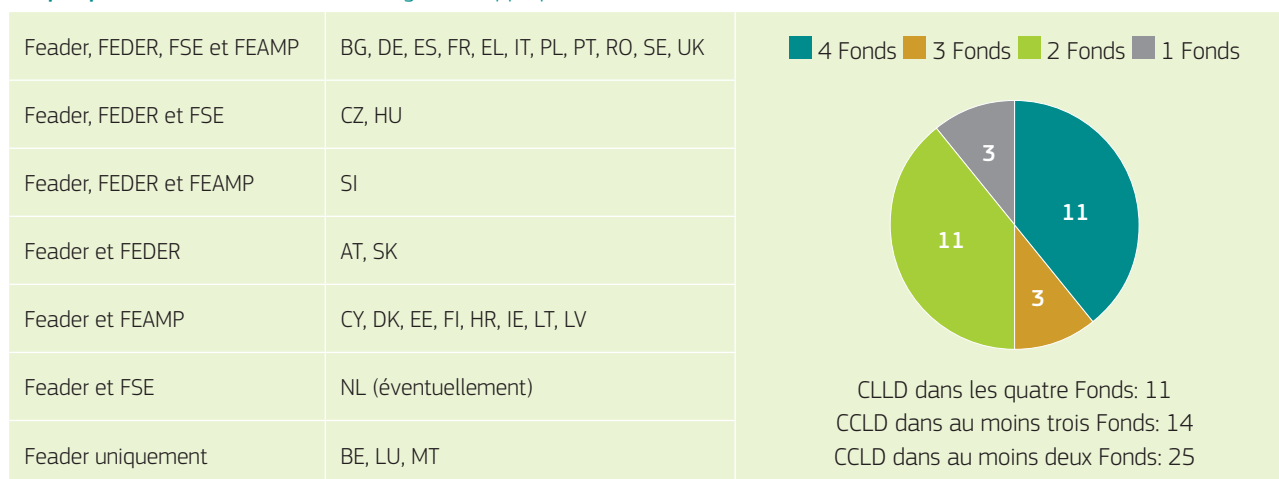 Feader, FEDER, FSE et FEAMP
BG, DE, ES, FR, EL, IT, PL, PT, RO, SE, UK
Feader, FEDER et FSE
CZ, HU
Feader, FEDER et FEAMP
SI
Feader et FEDER
AT, SK
Feader et FEAMP
CY, DK, EE, FI, HR, IE, LT, LV
Feader et FSE
NL (éventuellement)
Feader uniquement
BE, LU, MT
4 Fonds 3 Fonds 2 Fonds 1 Fonds
3
11
11
3
CLLD dans les quatre Fonds: 11
CCLD dans au moins trois Fonds: 14
CCLD dans au moins deux Fonds: 25